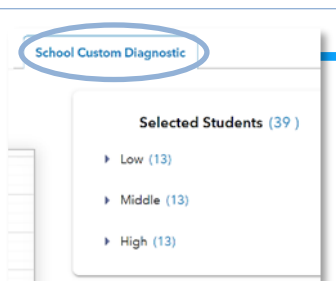 School Custom Diagnostic
Selected Students (39 )
Low (13)
Middle (13)
High (13)